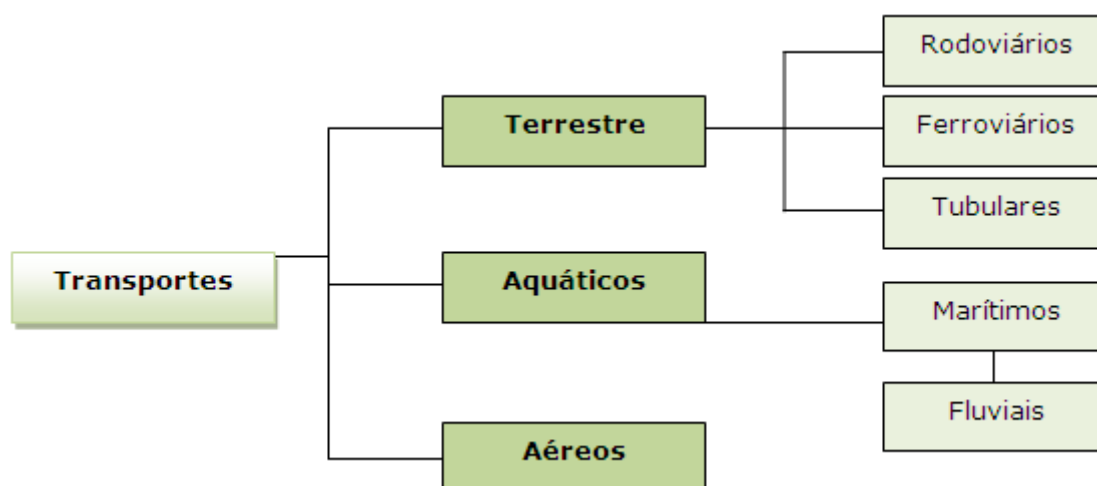 Transportes
Terrestre
Rodoviários
Ferroviários
Tubulares
Aquáticos
Marítimos
Fluviais
Aéreos